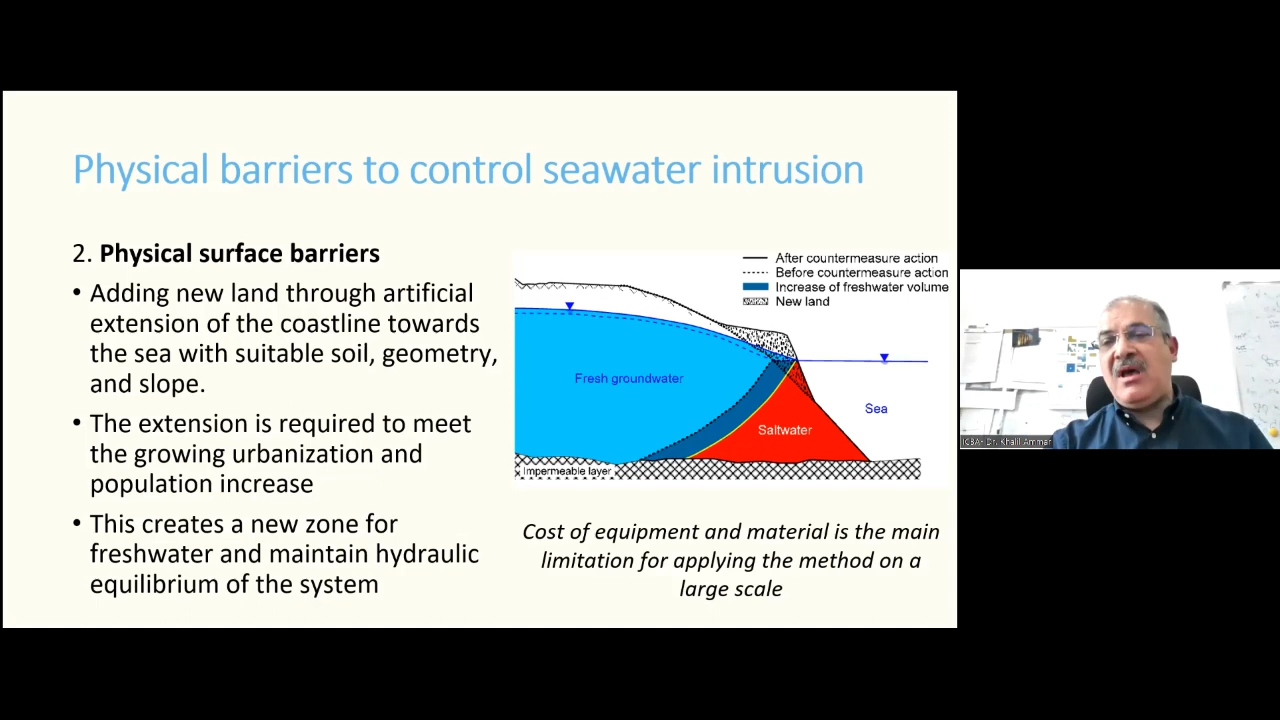 Physical barriers to control seawater intrusion
2. Physical surface barriers
• Adding new land through artificial
extension of the coastline towards
the sea with suitable soil, geometry,
and slope.
• The extension is required to meet
the growing urbanization and
population increase
• This creates a new zone for
freshwater and maintain hydraulic
equilibrium of the system
After countermeasure action
Before countermeasure action
Increase of freshwater volume
New land
Fresh groundwater
Sea
Saltwater
Impermeable layer
Cost of equipment and material is the main
limitation for applying the method on a
large scale
ICBA- Dr. Khalil Ammar